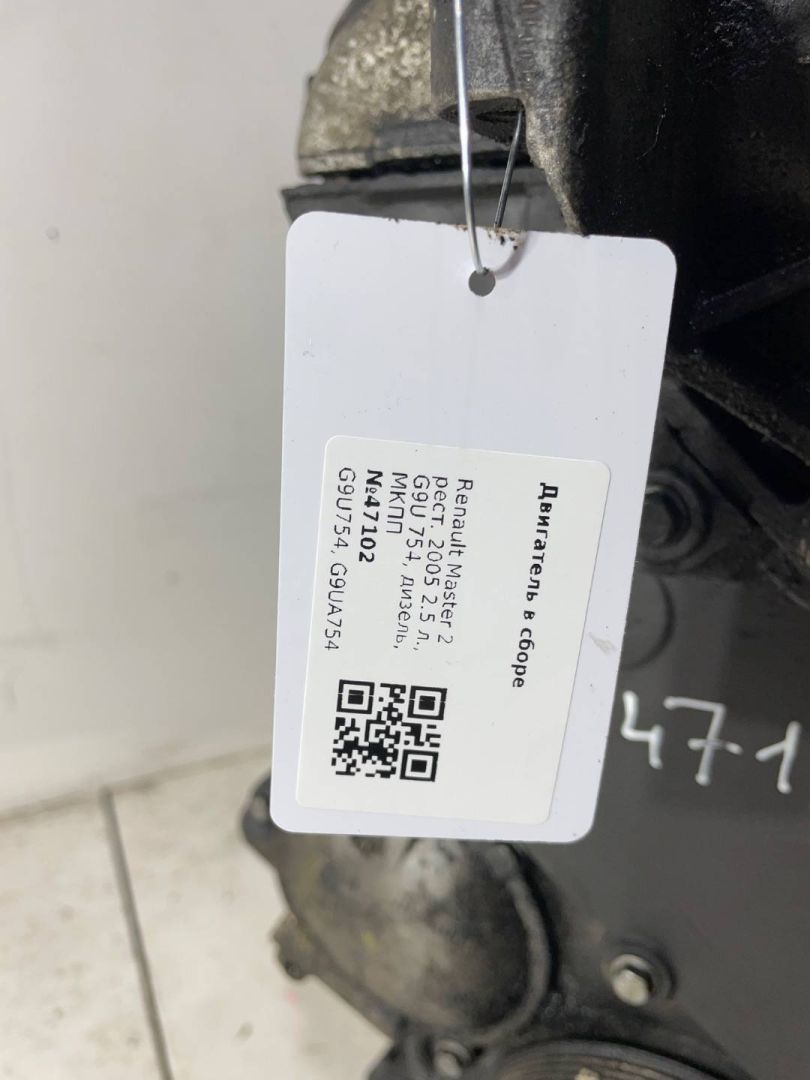 Двигатель в сборе
Renault Master 2
рест. 2005 2.5 л.,
G9U 754, дизель,
МКПП
№47102
G9U754, G9UA754
471